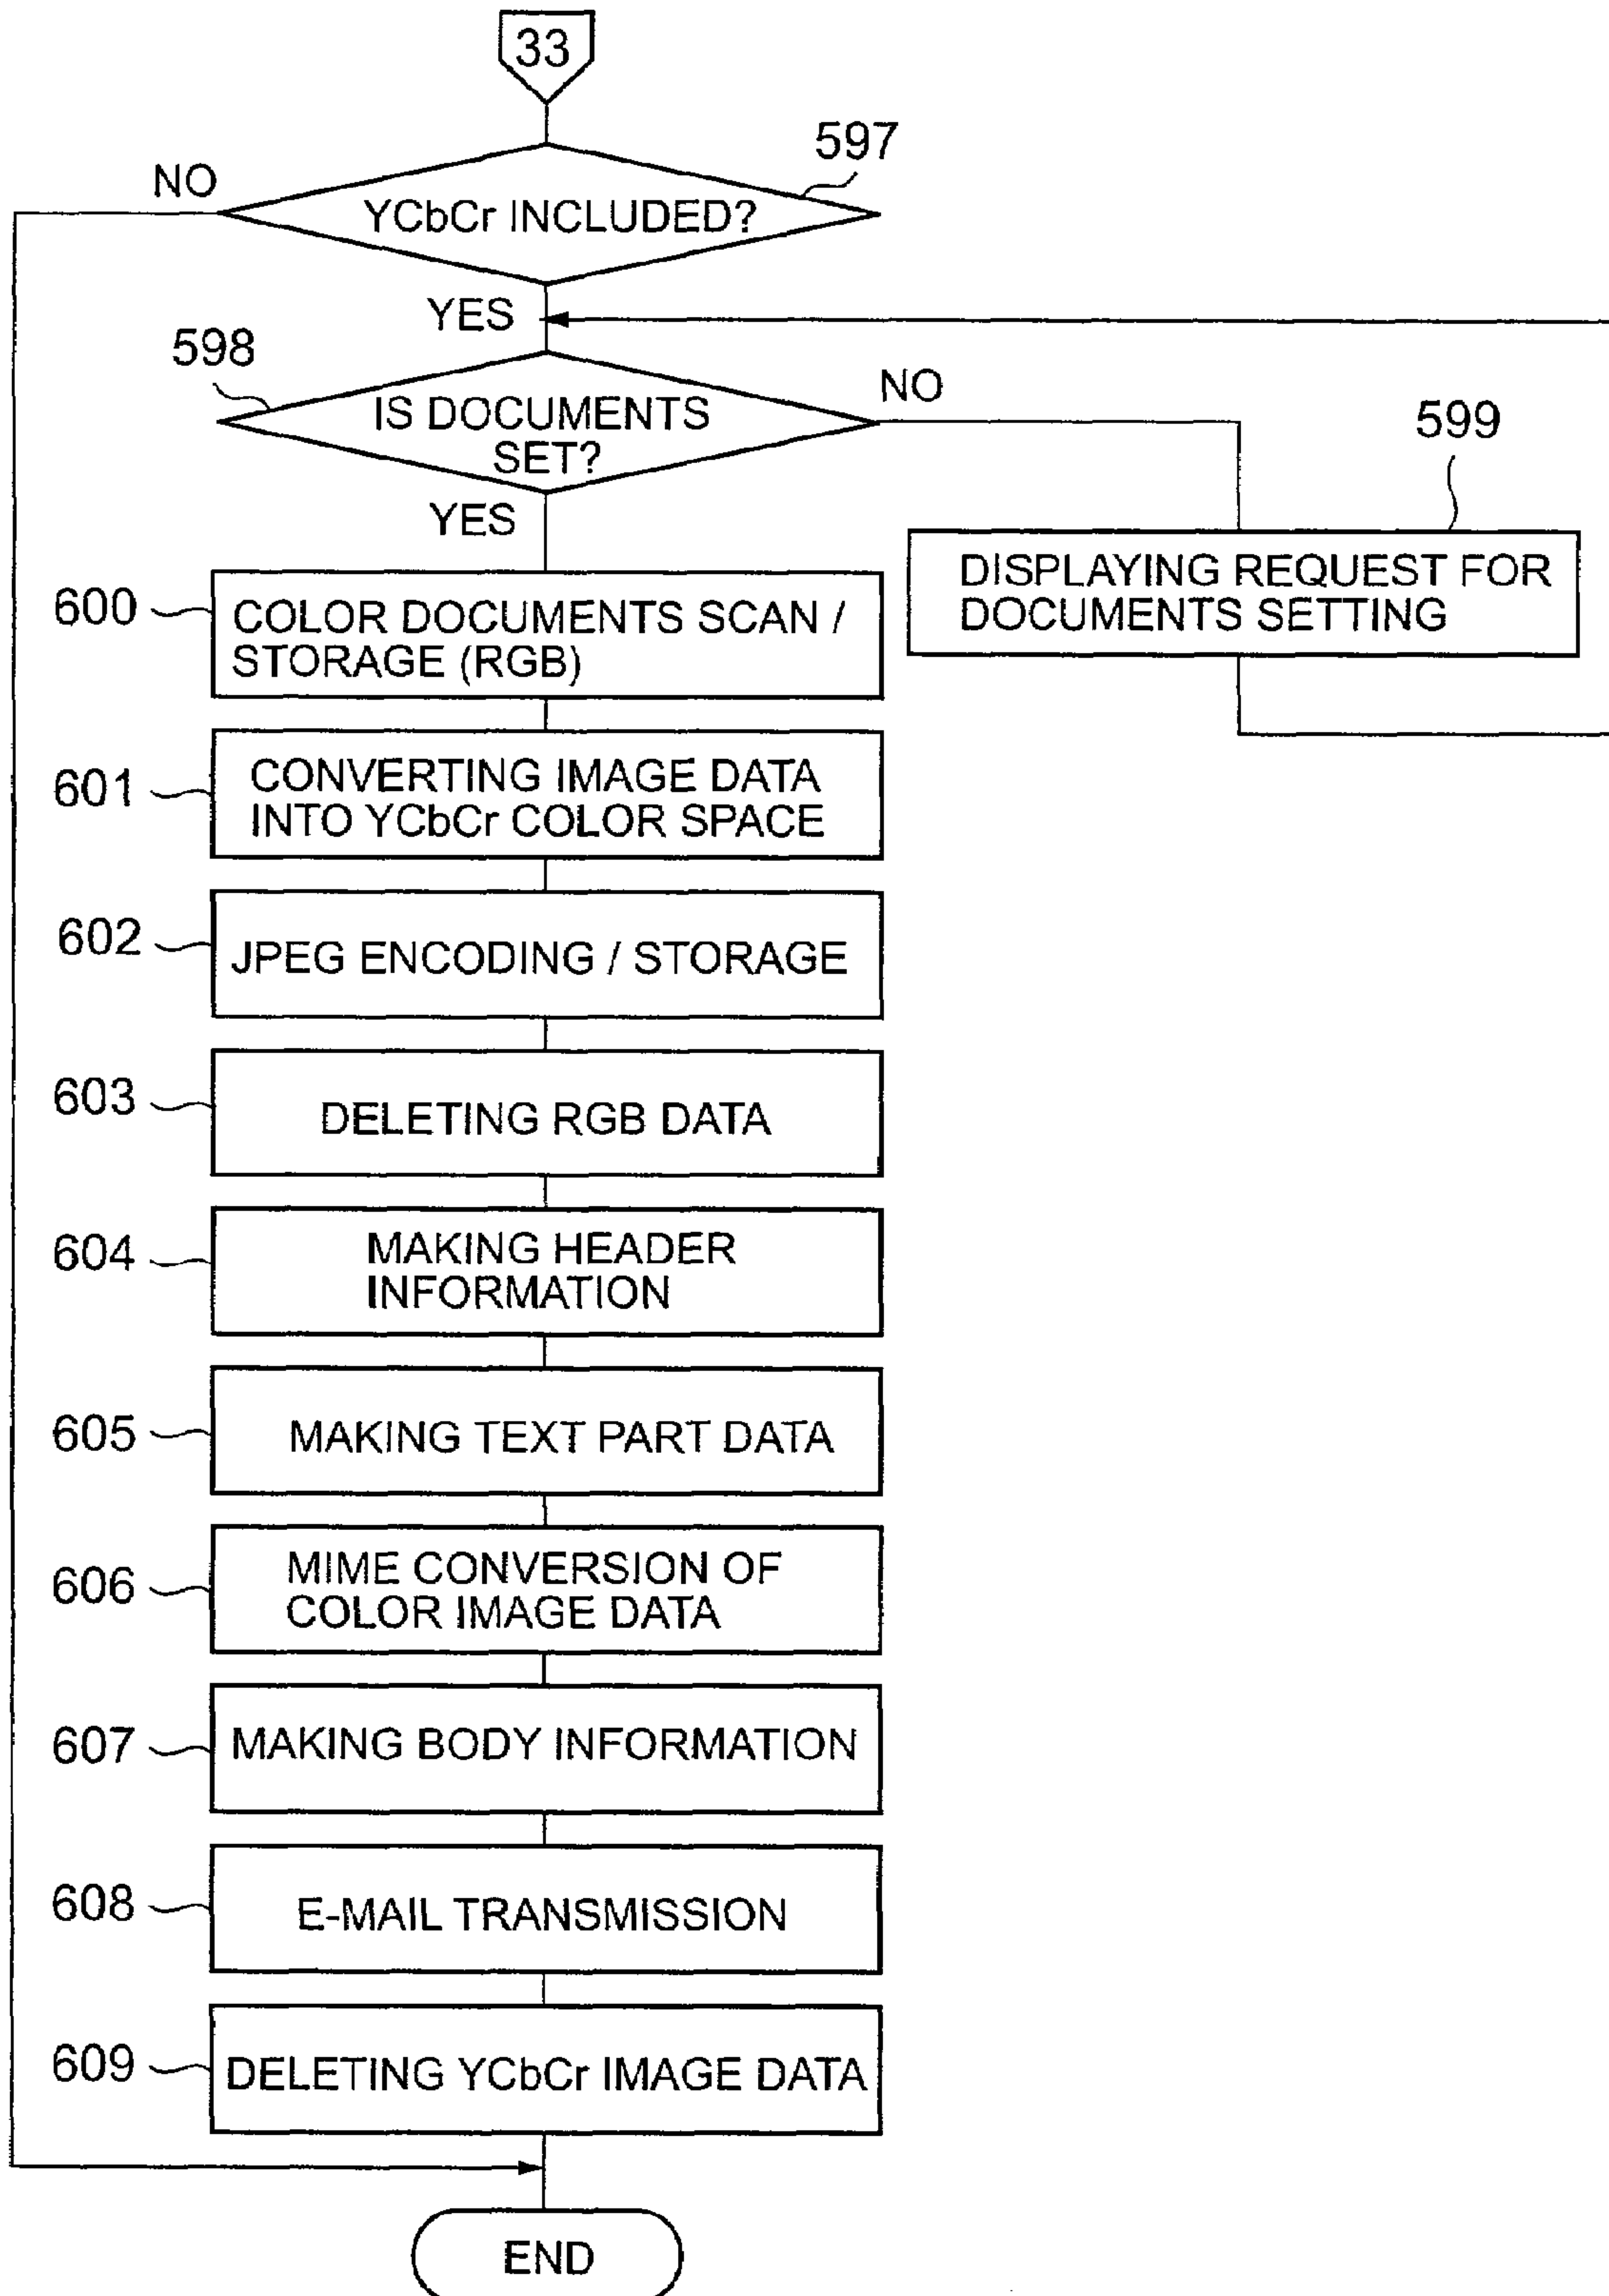 33
597
NO
YCbCr INCLUDED?
YES
598
NO
IS DOCUMENTS
SET?
599
YES
DISPLAYING REQUEST FOR
DOCUMENTS SETTING
600
COLOR DOCUMENTS SCAN /
STORAGE (RGB)
601
CONVERTING IMAGE DATA
INTO YCbCr COLOR SPACE
602
JPEG ENCODING / STORAGE
603
DELETING RGB DATA
604
MAKING HEADER
INFORMATION
605
MAKING TEXT PART DATA
606
MIME CONVERSION OF
COLOR IMAGE DATA
607
MAKING BODY INFORMATION
608
E-MAIL TRANSMISSION
609
DELETING YCbCr IMAGE DATA
END